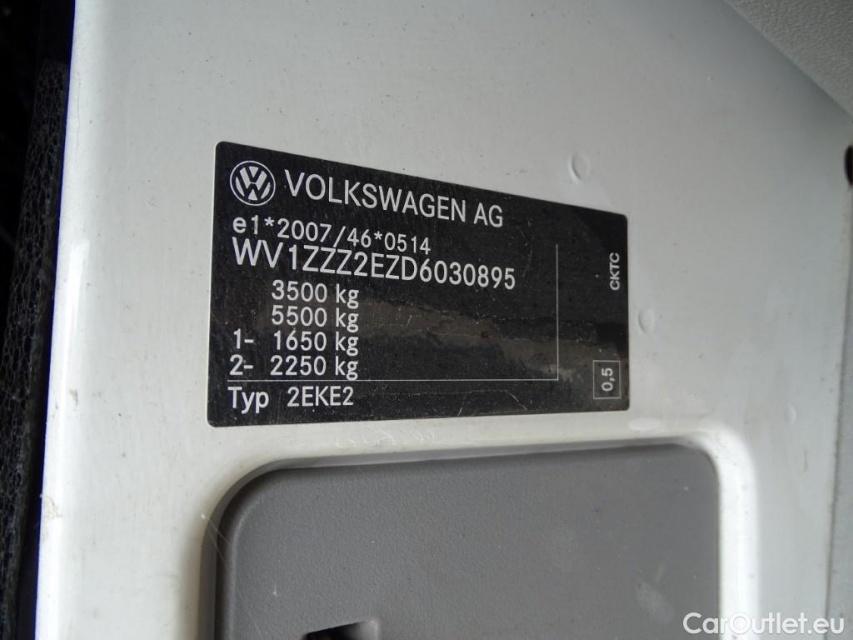 VOLKSWAGEN AG
e1*2007/46*0514
WV1ZZZ2EZD6030895
3500 kg
5500 kg
1- 1650 kg
2- 2250 kg
Typ 2EKE2
CKTC
0,5
CarOutlet.eu